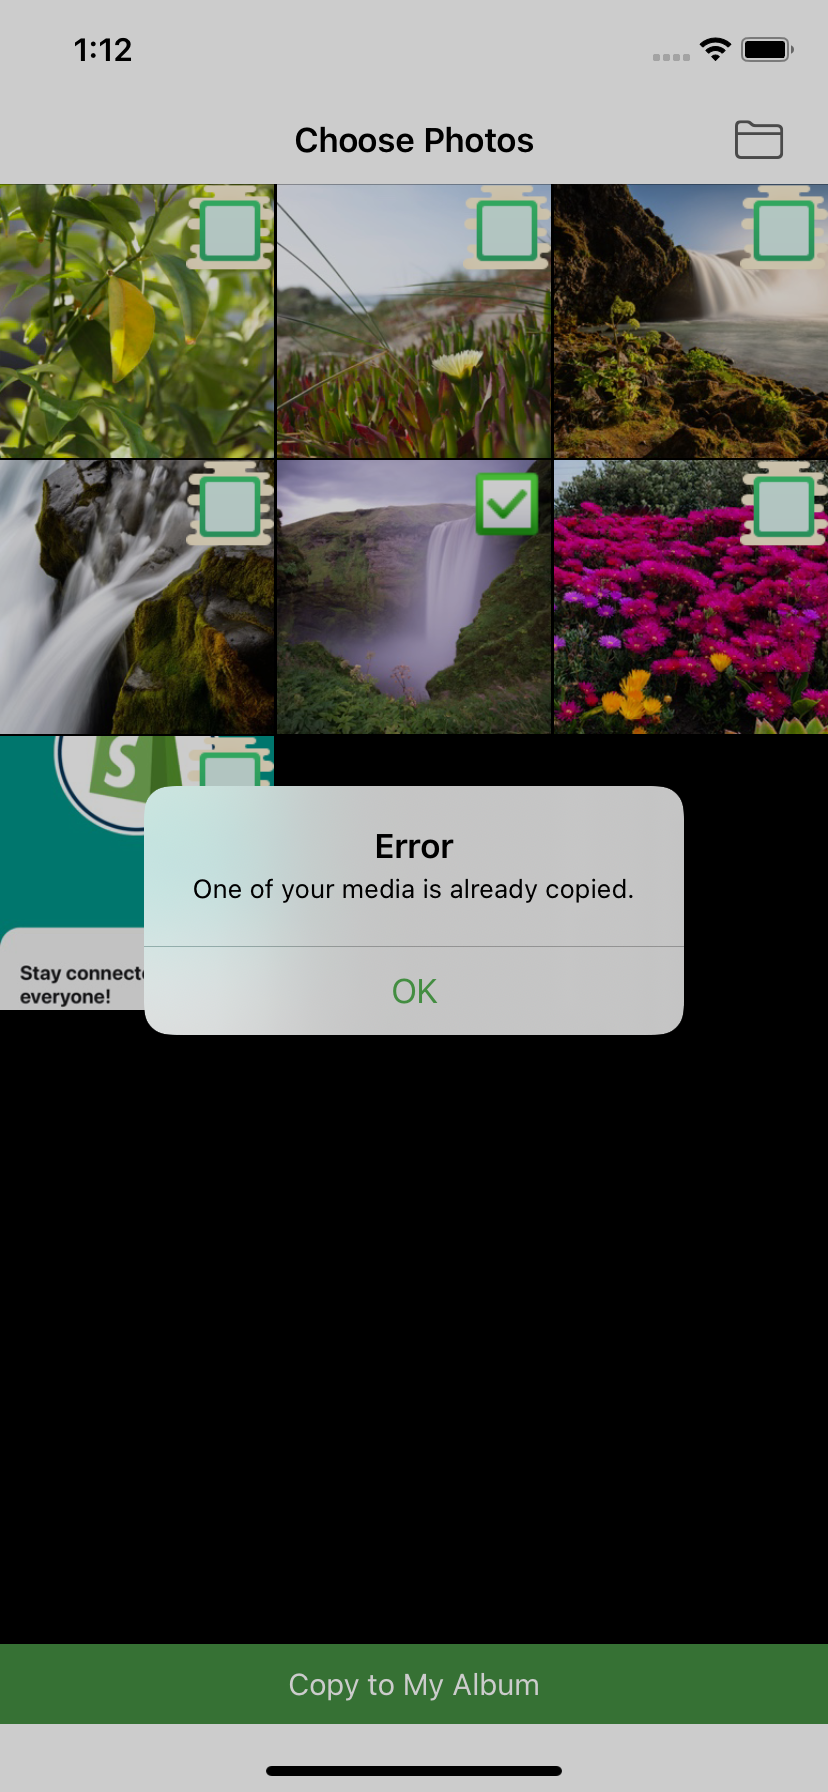 1:12
Choose Photos
S
Stay connect
everyone!
Error
One of your media is already copied.
OK
Copy to My Album